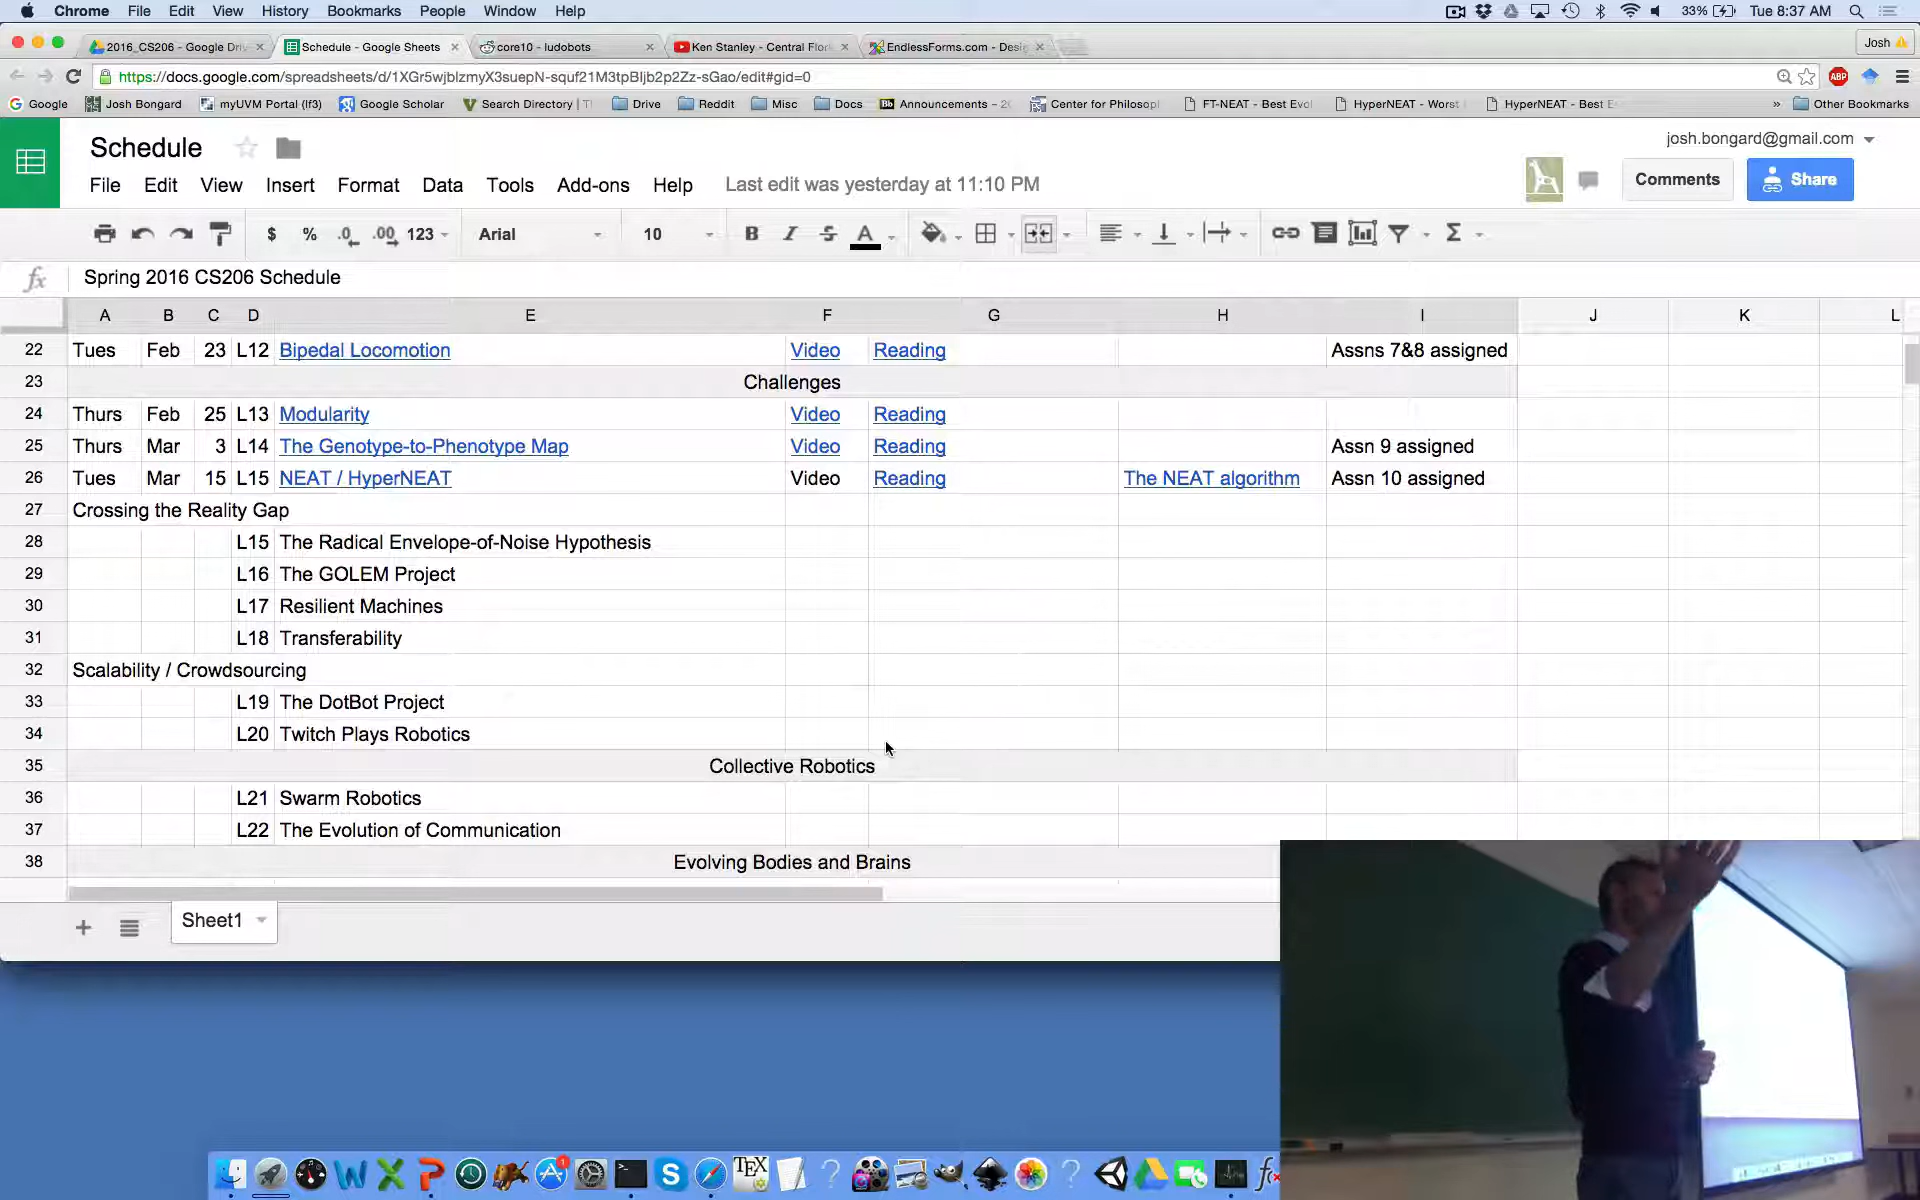 Chrome File Edit View History Bookmarks People Window Help 33% Tue 8:37 AM
2016_CS206 - Google Dri Schedule - Google Sheets core10 - ludobots Ken Stanley - Central Flor EndlessForms.com - Desi Josh
https://docs.google.com/spreadsheets/d/1XGr5wjblzmyX3suepN-squf21M3tpBIjb2p2Zz-sGao/edit#gid=0 ABP
Google Josh Bongard myUVM Portal (lf3) Google Scholar Search Directory | T Drive Reddit Misc Docs Bb Announcements – 20 Center for Philosop FT-NEAT - Best Evol HyperNEAT - Worst HyperNEAT - Best E » Other Bookmarks
Schedule josh.bongard@gmail.com
File Edit View Insert Format Data Tools Add-ons Help Last edit was yesterday at 11:10 PM Comments Share
$ % .0 .00 123 Arial 10 B I S A Σ
fx Spring 2016 CS206 Schedule
A B C D E F G H I J K L
22 Tues Feb 23 L12 Bipedal Locomotion Video Reading Assns 7&8 assigned
23 Challenges
24 Thurs Feb 25 L13 Modularity Video Reading
25 Thurs Mar 3 L14 The Genotype-to-Phenotype Map Video Reading Assn 9 assigned
26 Tues Mar 15 L15 NEAT / HyperNEAT Video Reading The NEAT algorithm Assn 10 assigned
27 Crossing the Reality Gap
28 L15 The Radical Envelope-of-Noise Hypothesis
29 L16 The GOLEM Project
30 L17 Resilient Machines
31 L18 Transferability
32 Scalability / Crowdsourcing
33 L19 The DotBot Project
34 L20 Twitch Plays Robotics
35 Collective Robotics
36 L21 Swarm Robotics
37 L22 The Evolution of Communication
38 Evolving Bodies and Brains
+ Sheet1
W X P S TEX ? ? fx